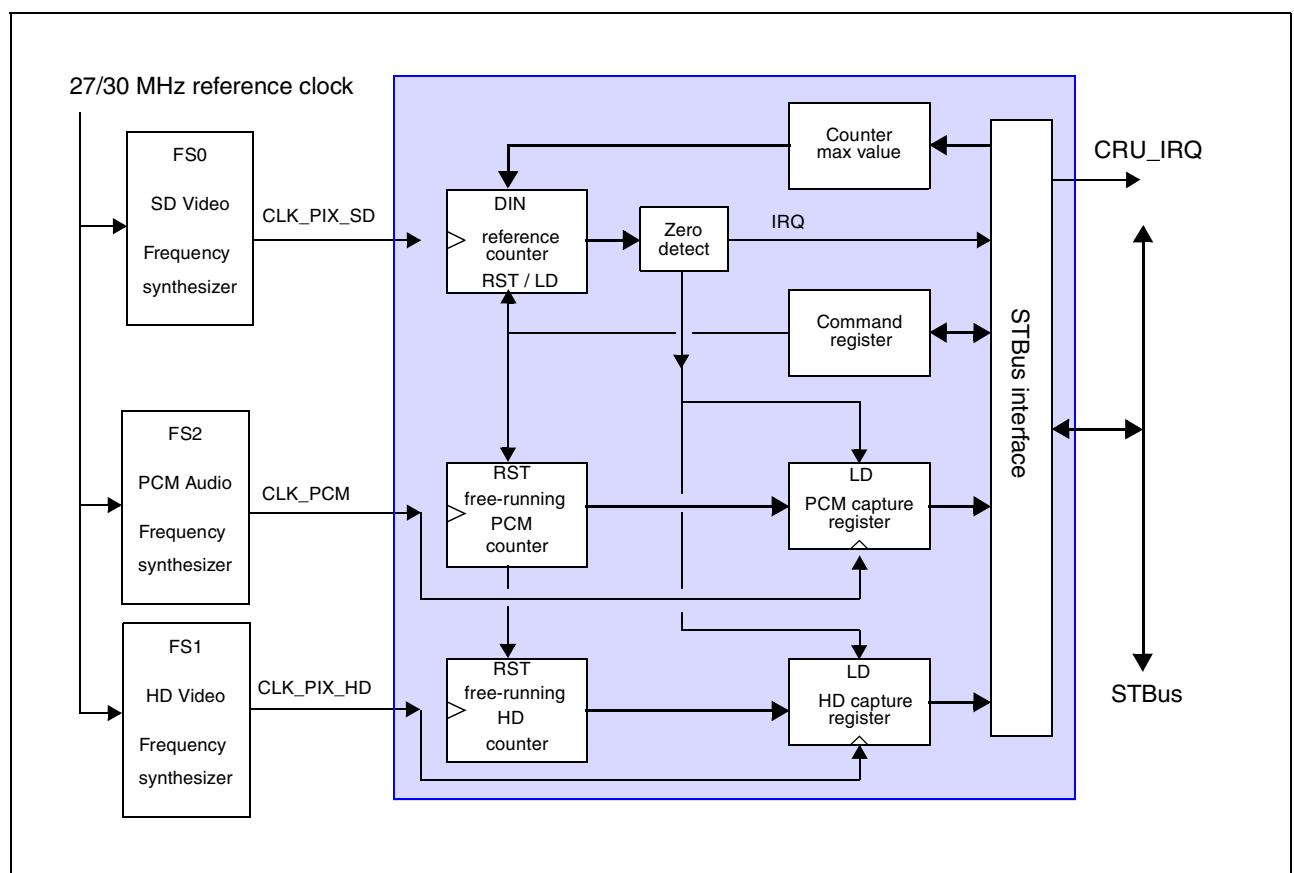 27/30 MHz reference clock
FS0
SD Video
Frequency
synthesizer
CLK_PIX_SD
DIN
reference
counter
RST / LD
Zero
detect
IRQ
Counter
max value
CRU_IRQ
Command
register
STBus interface
FS2
PCM Audio
Frequency
synthesizer
CLK_PCM
RST
free-running
PCM
counter
LD
PCM capture
register
FS1
HD Video
Frequency
synthesizer
CLK_PIX_HD
RST
free-running
HD
counter
LD
HD capture
register
STBus